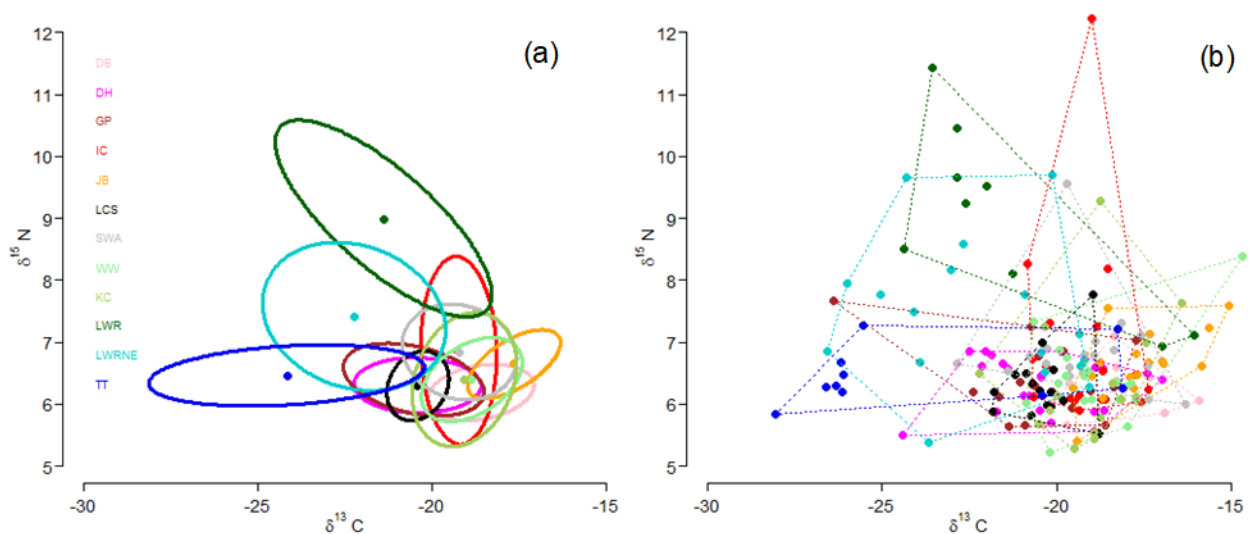 (a)
12
11
10
9
8
7
6
5
δ15 N
DB
DH
GP
IC
JB
LCS
SWA
WW
KC
LWR
LWRNE
TT
-30 -25 -20 -15
δ13 C
(b)
12
11
10
9
8
7
6
5
δ15 N
-30 -25 -20 -15
δ13 C